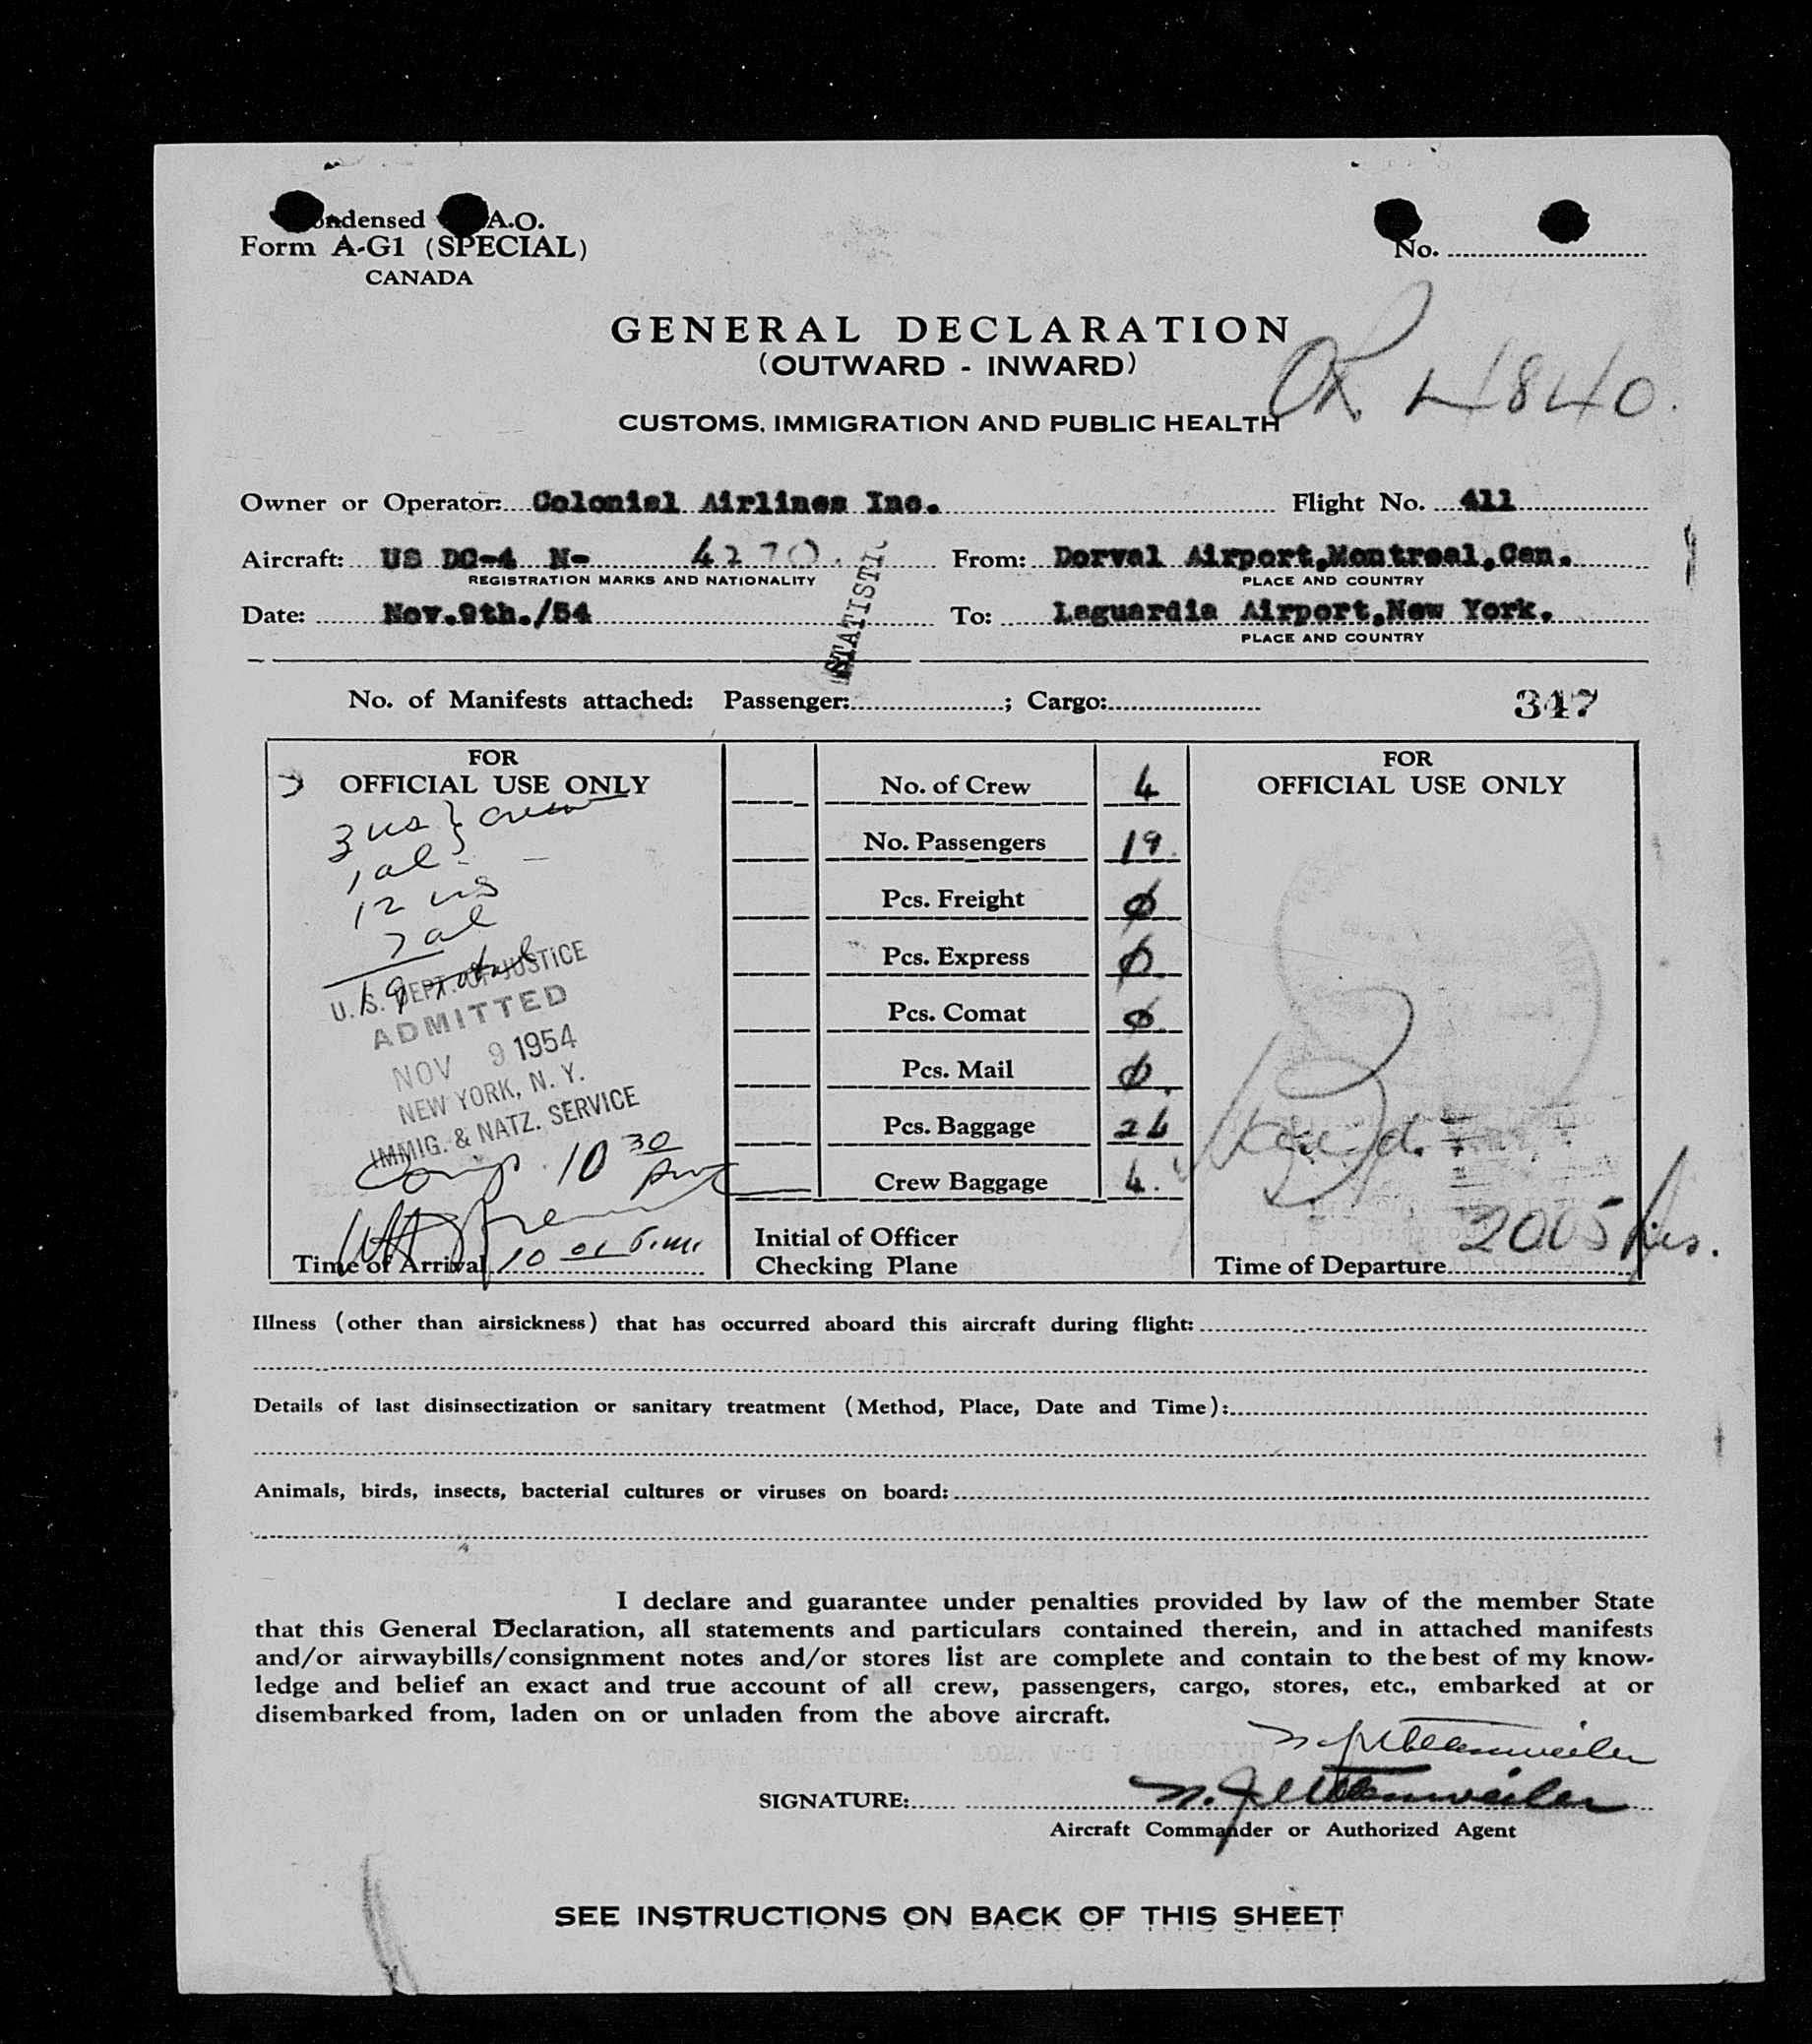 Condensed A.O.
Form A-G1 (SPECIAL)
CANADA
No.
GENERAL DECLARATION
(OUTWARD - INWARD)
OK 4840.
CUSTOMS, IMMIGRATION AND PUBLIC HEALTH
Owner or Operator: Colonial Airlines Inc. Flight No. 411
Aircraft: US DC-4 N- 4270. From: Dorval Airport,Montreal,Can.
REGISTRATION MARKS AND NATIONALITY PLACE AND COUNTRY
Date: Nov.9th./54 To: Laguardia Airport,New York.
PLACE AND COUNTRY
STATISTI
No. of Manifests attached: Passenger: ; Cargo: 347
FOR
OFFICIAL USE ONLY
3 us } crew
1 al
12 us
7 al
19 total
U. S. DEPT. OF JUSTICE
ADMITTED
NOV 9 1954
NEW YORK, N. Y.
IMMIG. & NATZ. SERVICE
Comp. 10 30 pm
Time of Arrival 10 01 P.M.
No. of Crew 4
No. Passengers 19
Pcs. Freight ∅
Pcs. Express ∅
Pcs. Comat ∅
Pcs. Mail ∅
Pcs. Baggage 26
Crew Baggage 4.
Initial of Officer
Checking Plane
FOR
OFFICIAL USE ONLY
2005 hrs.
Time of Departure
Illness (other than airsickness) that has occurred aboard this aircraft during flight:
Details of last disinsectization or sanitary treatment (Method, Place, Date and Time):
Animals, birds, insects, bacterial cultures or viruses on board:
I declare and guarantee under penalties provided by law of the member State
that this General Declaration, all statements and particulars contained therein, and in attached manifests
and/or airwaybills/consignment notes and/or stores list are complete and contain to the best of my know-
ledge and belief an exact and true account of all crew, passengers, cargo, stores, etc., embarked at or
disembarked from, laden on or unladen from the above aircraft.
SIGNATURE:
Aircraft Commander or Authorized Agent
SEE INSTRUCTIONS ON BACK OF THIS SHEET